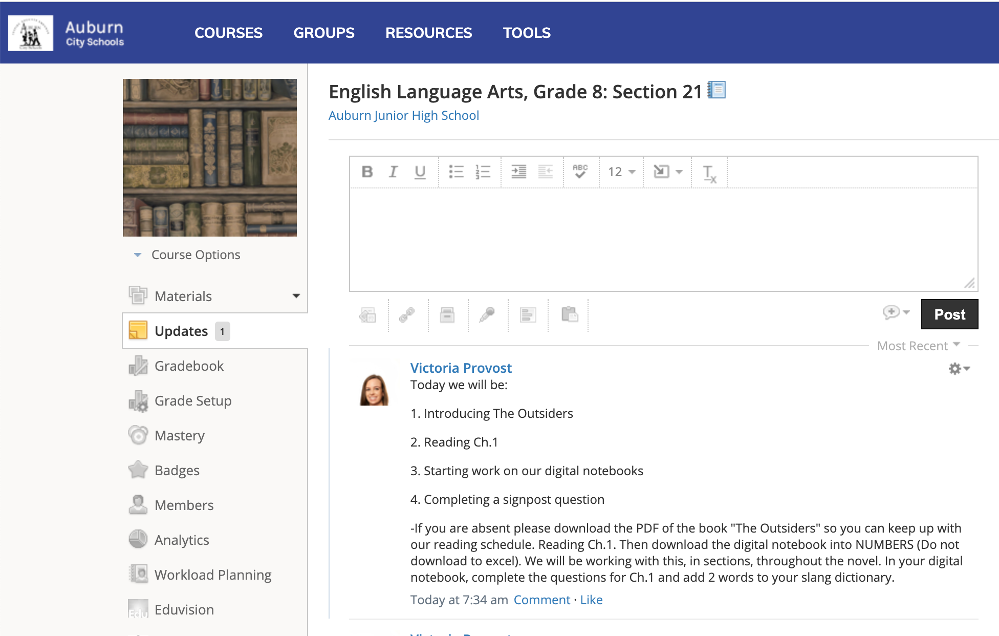 Auburn
City Schools
COURSES
GROUPS
RESOURCES
TOOLS
English Language Arts, Grade 8: Section 21
Auburn Junior High School
B I U
ABC
12
Course Options
Materials
Updates 1
Gradebook
Grade Setup
Mastery
Badges
Members
Analytics
Workload Planning
Edu Eduvision
Post
Most Recent
Victoria Provost
Today we will be:
1. Introducing The Outsiders
2. Reading Ch.1
3. Starting work on our digital notebooks
4. Completing a signpost question
-If you are absent please download the PDF of the book "The Outsiders" so you can keep up with
our reading schedule. Reading Ch.1. Then download the digital notebook into NUMBERS (Do not
download to excel). We will be working with this, in sections, throughout the novel. In your digital
notebook, complete the questions for Ch.1 and add 2 words to your slang dictionary.
Today at 7:34 am Comment · Like